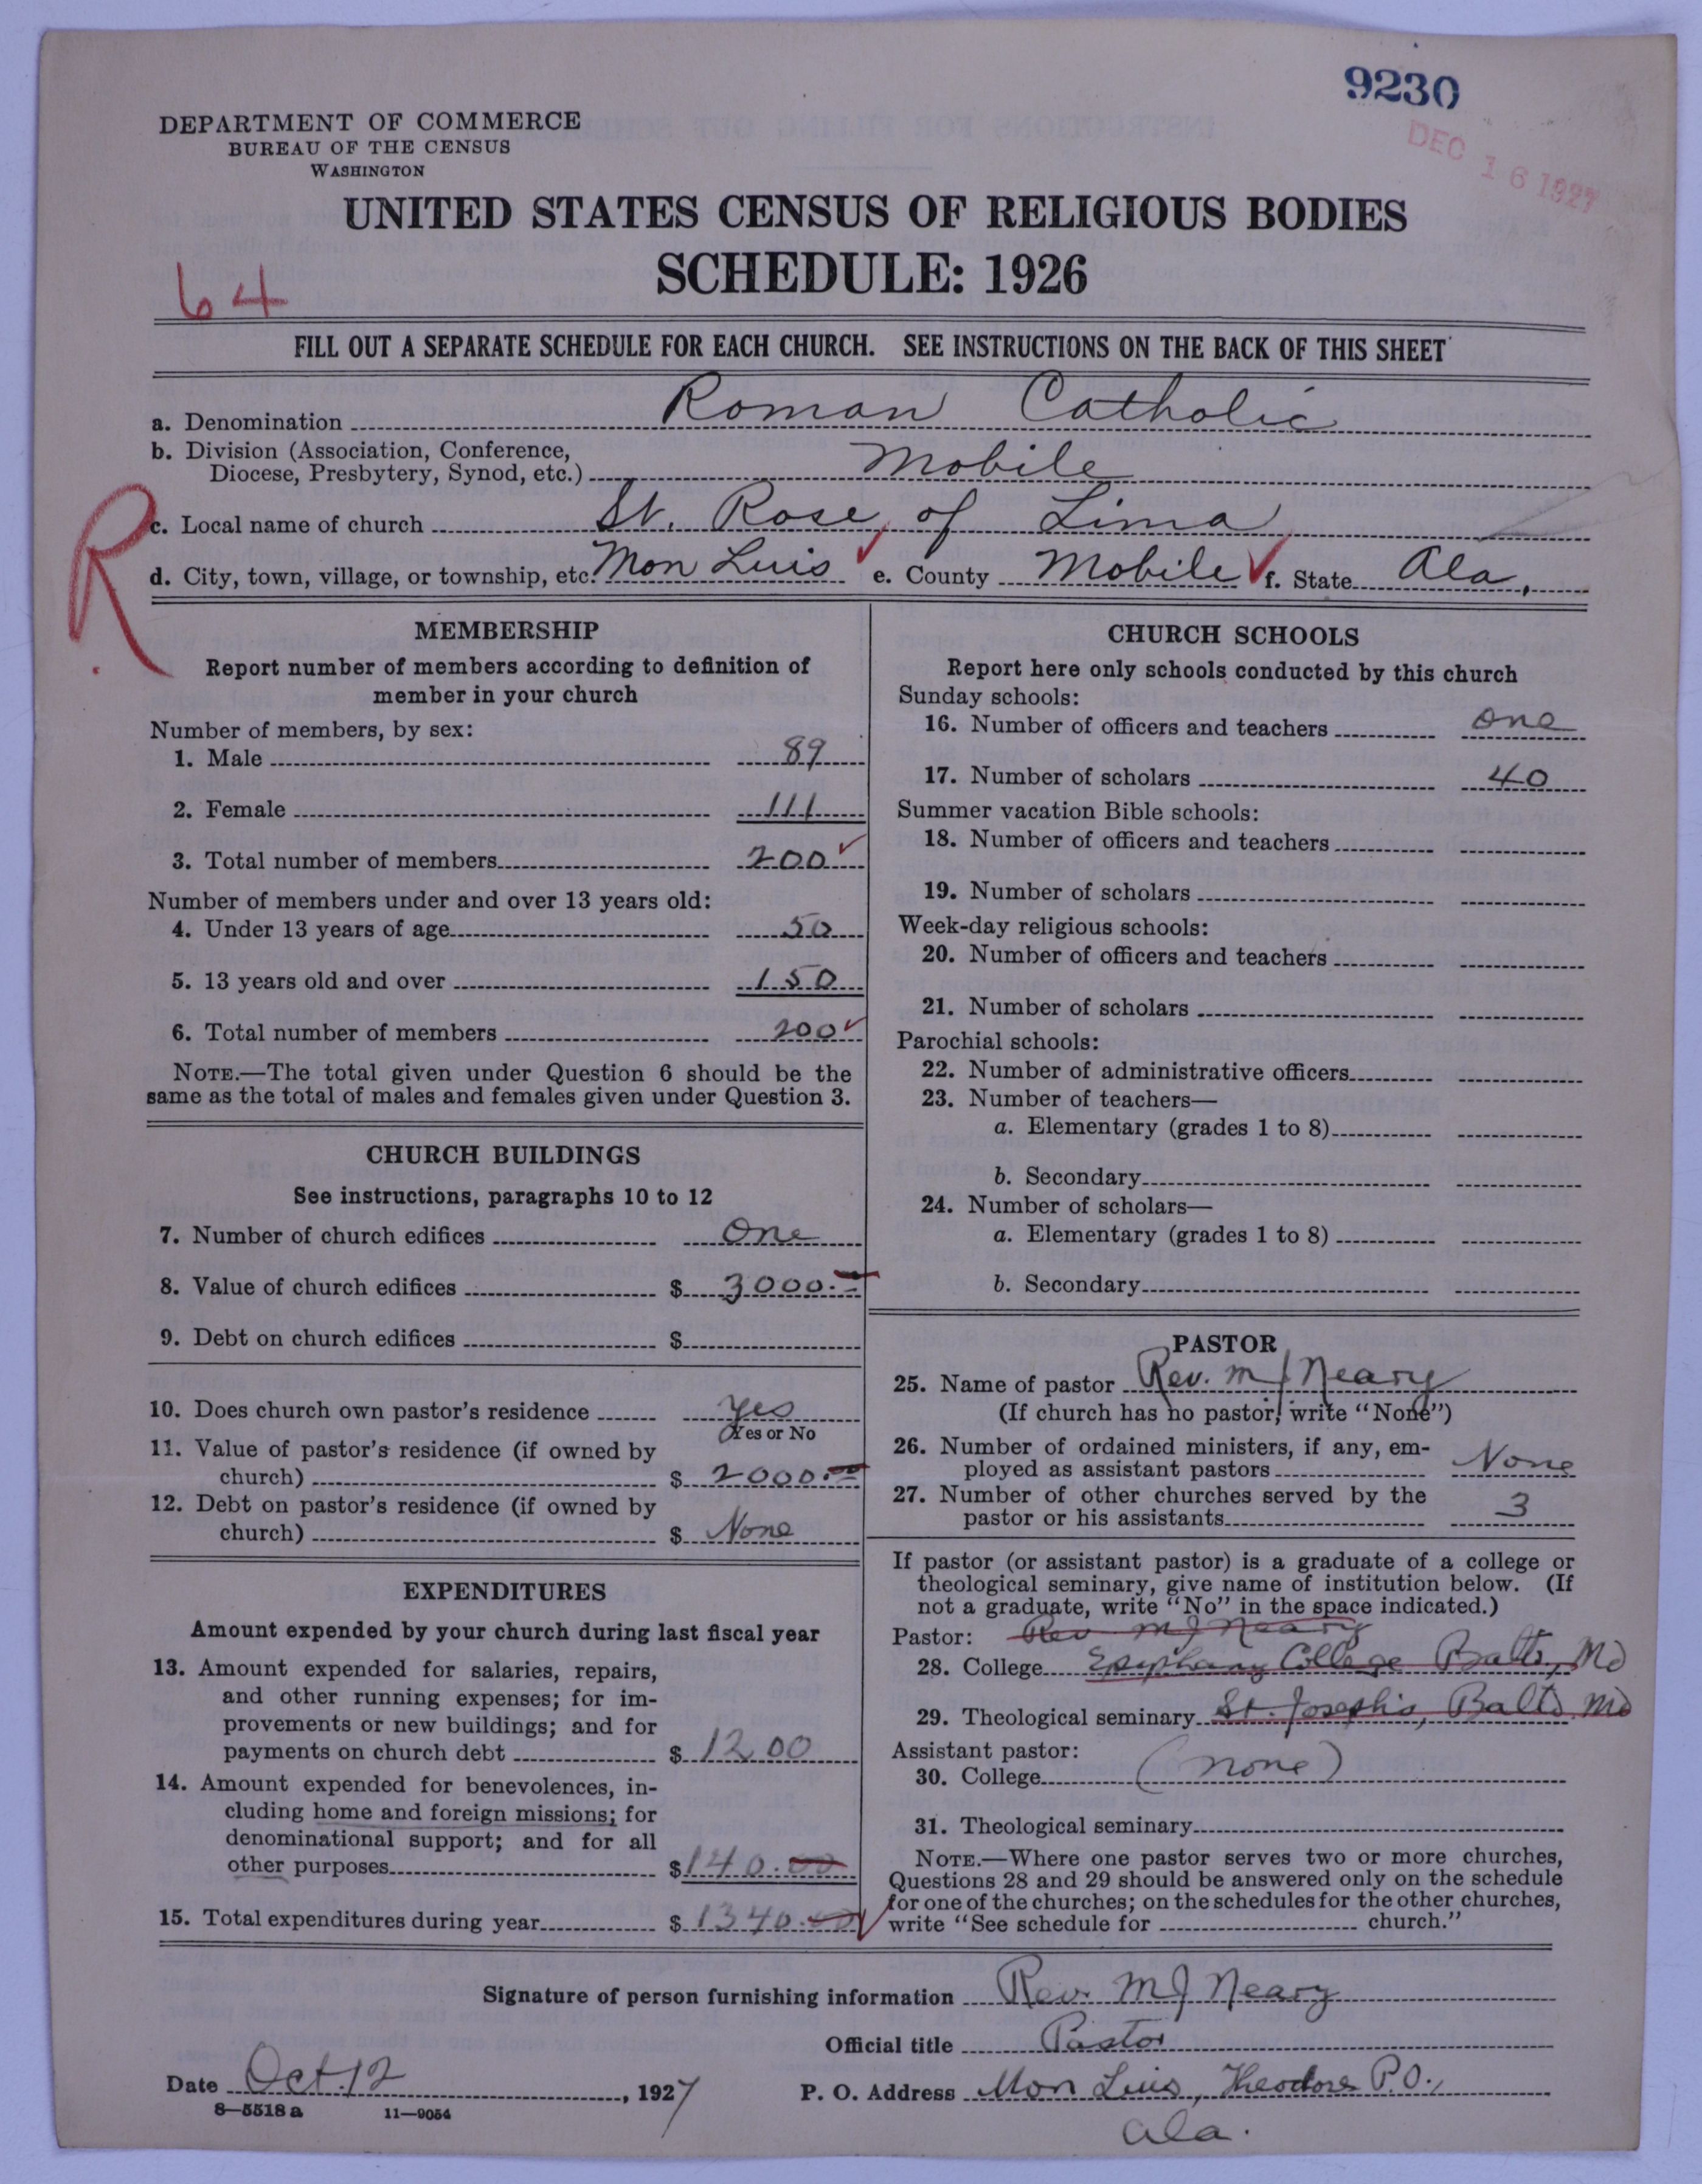 9230
DEC 16 1927
DEPARTMENT OF COMMERCE
BUREAU OF THE CENSUS
WASHINGTON
UNITED STATES CENSUS OF RELIGIOUS BODIES
SCHEDULE: 1926
64
FILL OUT A SEPARATE SCHEDULE FOR EACH CHURCH. SEE INSTRUCTIONS ON THE BACK OF THIS SHEET
a. Denomination Roman Catholic
b. Division (Association, Conference,
Diocese, Presbytery, Synod, etc.) Mobile
R
c. Local name of church St. Rose of Lima
d. City, town, village, or township, etc. Mon Luis e. County Mobile f. State Ala.
MEMBERSHIP
Report number of members according to definition of
member in your church
Number of members, by sex:
1. Male 89
2. Female 111
3. Total number of members 200
Number of members under and over 13 years old:
4. Under 13 years of age 50
5. 13 years old and over 150
6. Total number of members 200
NOTE.—The total given under Question 6 should be the
same as the total of males and females given under Question 3.
CHURCH BUILDINGS
See instructions, paragraphs 10 to 12
7. Number of church edifices One
8. Value of church edifices $ 3000.
9. Debt on church edifices $
10. Does church own pastor's residence Yes
Yes or No
11. Value of pastor's residence (if owned by
church) $ 2000.00
12. Debt on pastor's residence (if owned by
church) $ None
EXPENDITURES
Amount expended by your church during last fiscal year
13. Amount expended for salaries, repairs,
and other running expenses; for im-
provements or new buildings; and for
payments on church debt $ 1200
14. Amount expended for benevolences, in-
cluding home and foreign missions; for
denominational support; and for all
other purposes $ 140.00
15. Total expenditures during year $ 1340.00
CHURCH SCHOOLS
Report here only schools conducted by this church
Sunday schools:
16. Number of officers and teachers one
17. Number of scholars 40
Summer vacation Bible schools:
18. Number of officers and teachers
19. Number of scholars
Week-day religious schools:
20. Number of officers and teachers
21. Number of scholars
Parochial schools:
22. Number of administrative officers
23. Number of teachers—
a. Elementary (grades 1 to 8)
b. Secondary
24. Number of scholars—
a. Elementary (grades 1 to 8)
b. Secondary
PASTOR
25. Name of pastor Rev. M J Neary
(If church has no pastor, write "None")
26. Number of ordained ministers, if any, em-
ployed as assistant pastors None
27. Number of other churches served by the
pastor or his assistants 3
If pastor (or assistant pastor) is a graduate of a college or
theological seminary, give name of institution below. (If
not a graduate, write "No" in the space indicated.)
Pastor: Rev M J Neary
28. College Epiphany College Balto, Md
29. Theological seminary St. Joseph's, Balto Md
Assistant pastor:
30. College (none)
31. Theological seminary
NOTE.—Where one pastor serves two or more churches,
Questions 28 and 29 should be answered only on the schedule
for one of the churches; on the schedules for the other churches,
write "See schedule for church."
Signature of person furnishing information Rev. M J Neary
Official title Pastor
Date Oct. 12, 1927 P. O. Address Mon Luis, Theodore P.O.,
Ala.
8—5518 a 11—9054